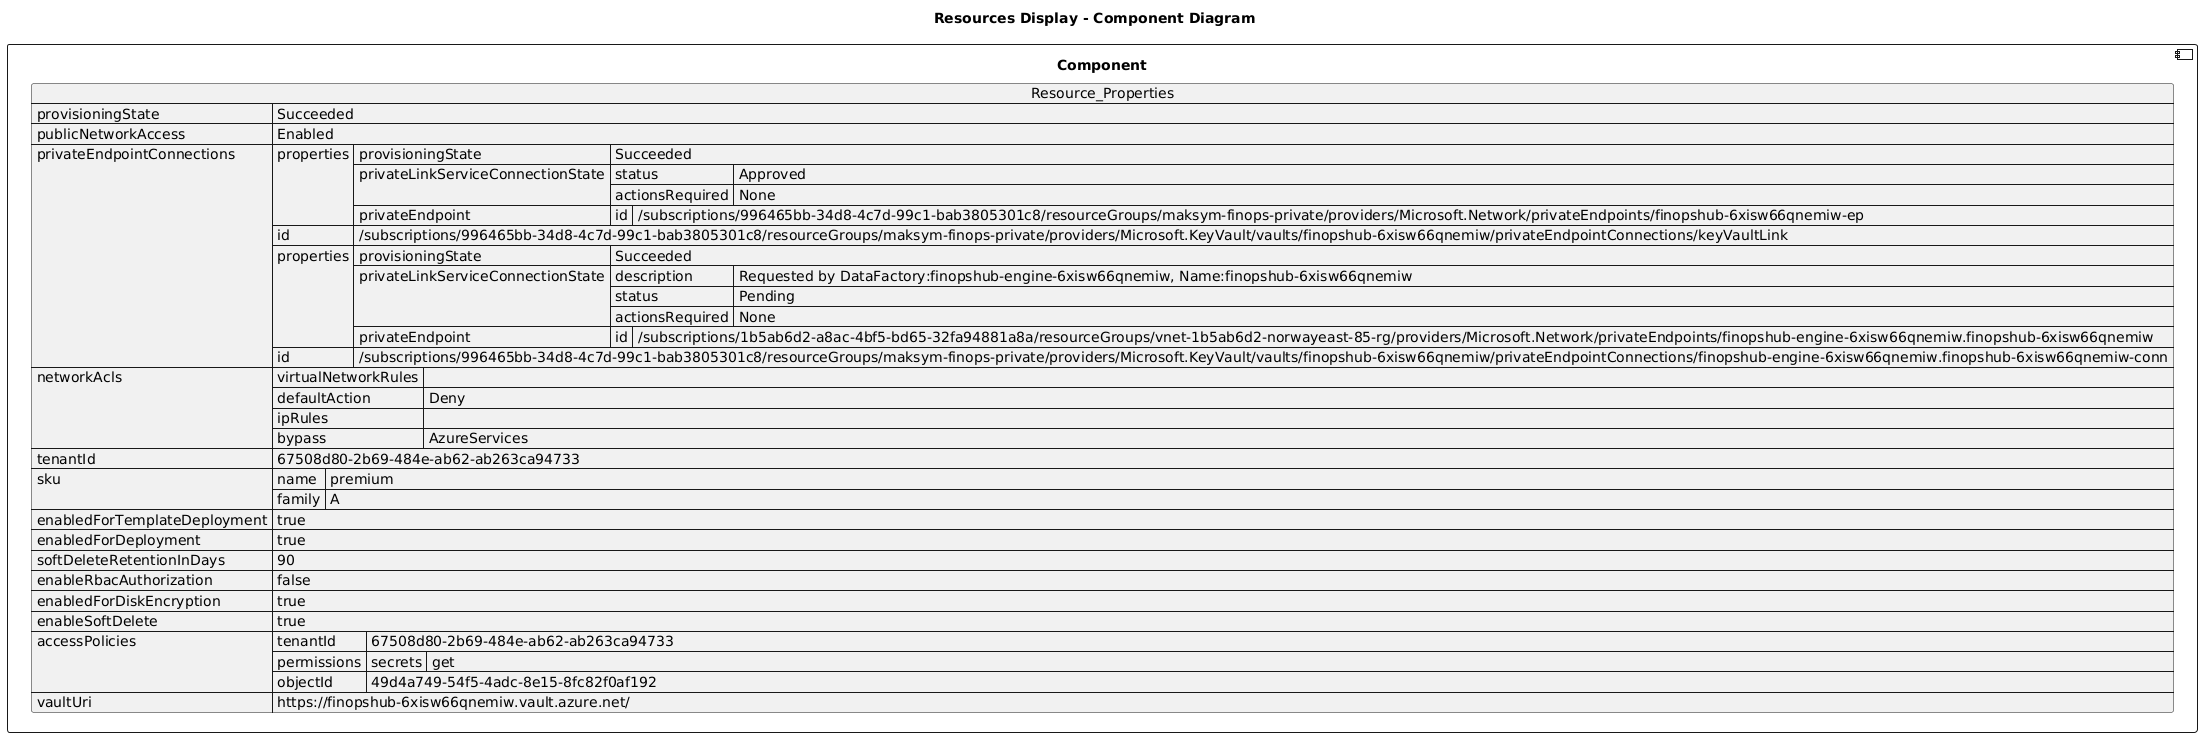 Resources Display - Component Diagram
Component
Resource_Properties
provisioningState Succeeded
publicNetworkAccess Enabled
privateEndpointConnections properties provisioningState Succeeded
privateLinkServiceConnectionState status Approved
actionsRequired None
privateEndpoint id /subscriptions/996465bb-34d8-4c7d-99c1-bab3805301c8/resourceGroups/maksym-finops-private/providers/Microsoft.Network/privateEndpoints/finopshub-6xisw66qnemiw-ep
id /subscriptions/996465bb-34d8-4c7d-99c1-bab3805301c8/resourceGroups/maksym-finops-private/providers/Microsoft.KeyVault/vaults/finopshub-6xisw66qnemiw/privateEndpointConnections/keyVaultLink
properties provisioningState Succeeded
privateLinkServiceConnectionState description Requested by DataFactory:finopshub-engine-6xisw66qnemiw, Name:finopshub-6xisw66qnemiw
status Pending
actionsRequired None
privateEndpoint id /subscriptions/1b5ab6d2-a8ac-4bf5-bd65-32fa94881a8a/resourceGroups/vnet-1b5ab6d2-norwayeast-85-rg/providers/Microsoft.Network/privateEndpoints/finopshub-engine-6xisw66qnemiw.finopshub-6xisw66qnemiw
id /subscriptions/996465bb-34d8-4c7d-99c1-bab3805301c8/resourceGroups/maksym-finops-private/providers/Microsoft.KeyVault/vaults/finopshub-6xisw66qnemiw/privateEndpointConnections/finopshub-engine-6xisw66qnemiw.finopshub-6xisw66qnemiw-conn
networkAcls virtualNetworkRules
defaultAction Deny
ipRules
bypass AzureServices
tenantId 67508d80-2b69-484e-ab62-ab263ca94733
sku name premium
family A
enabledForTemplateDeployment true
enabledForDeployment true
softDeleteRetentionInDays 90
enableRbacAuthorization false
enabledForDiskEncryption true
enableSoftDelete true
accessPolicies tenantId 67508d80-2b69-484e-ab62-ab263ca94733
permissions secrets get
objectId 49d4a749-54f5-4adc-8e15-8fc82f0af192
vaultUri https://finopshub-6xisw66qnemiw.vault.azure.net/